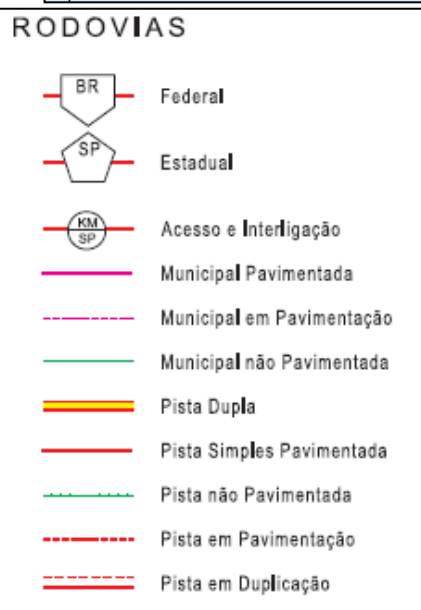 RODOVIAS
BR
Federal
SP
Estadual
KM
SP
Acesso e Interligação
Municipal Pavimentada
Municipal em Pavimentação
Municipal não Pavimentada
Pista Dupla
Pista Simples Pavimentada
Pista não Pavimentada
Pista em Pavimentação
Pista em Duplicação